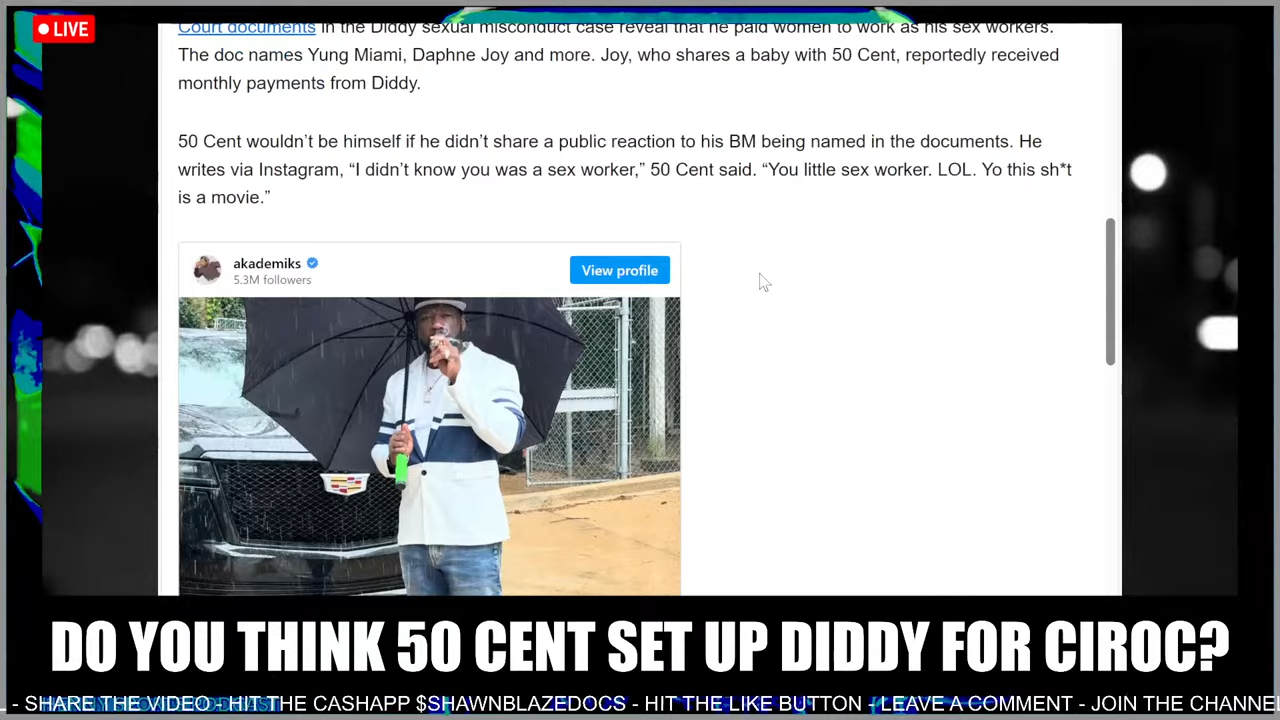 LIVE
Court documents in the Diddy sexual misconduct case reveal that he paid women to work as his sex workers.
The doc names Yung Miami, Daphne Joy and more. Joy, who shares a baby with 50 Cent, reportedly received
monthly payments from Diddy.
50 Cent wouldn’t be himself if he didn’t share a public reaction to his BM being named in the documents. He
writes via Instagram, “I didn’t know you was a sex worker,” 50 Cent said. “You little sex worker. LOL. Yo this sh*t
is a movie.”
akademiks
5.3M followers
View profile
DO YOU THINK 50 CENT SET UP DIDDY FOR CIROC?
- SHARE THE VIDEO - HIT THE CASHAPP $SHAWNBLAZEDOCS - HIT THE LIKE BUTTON - LEAVE A COMMENT - JOIN THE CHANNE